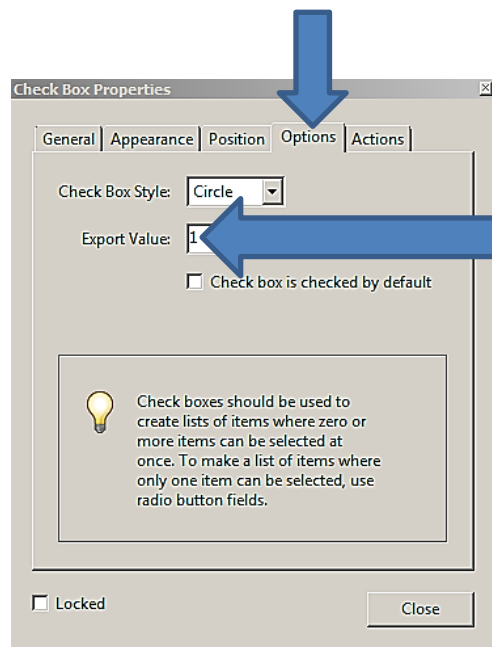 Check Box Properties
General Appearance Position Options Actions
Check Box Style: Circle
Export Value: 1
Check box is checked by default
Check boxes should be used to
create lists of items where zero or
more items can be selected at
once. To make a list of items where
only one item can be selected, use
radio button fields.
Locked
Close